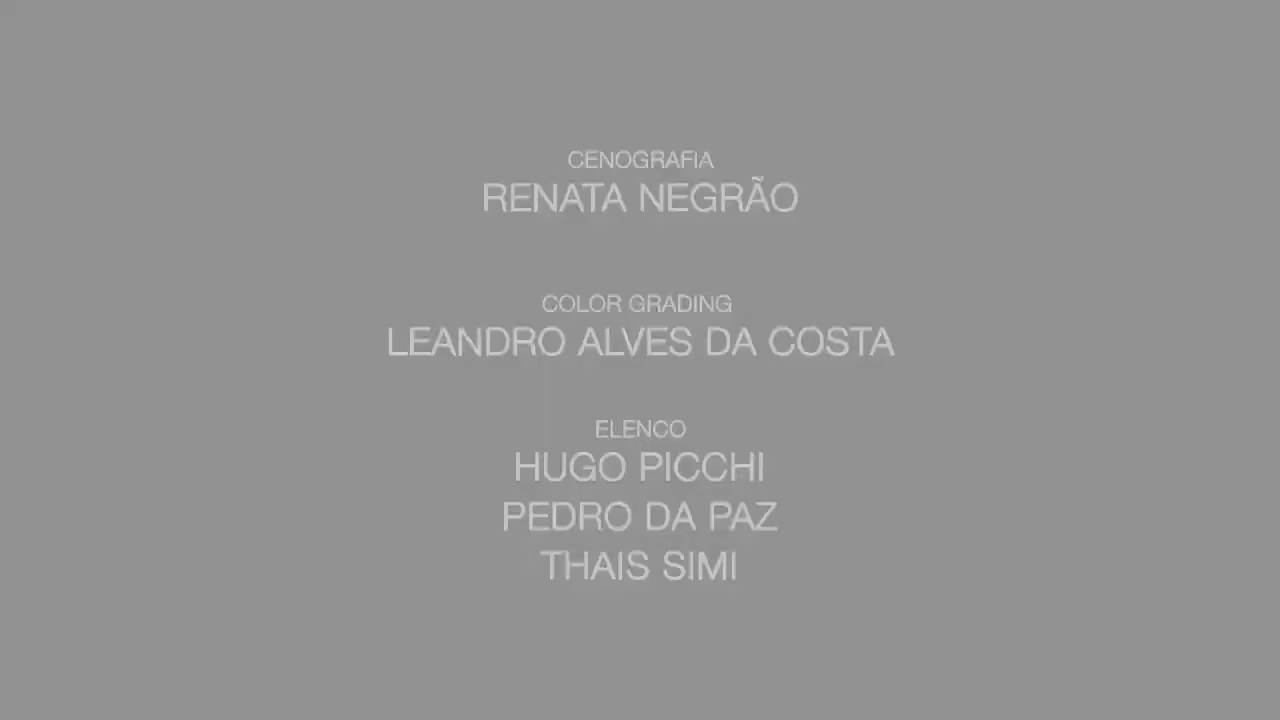 CENOGRAFIA
RENATA NEGRÃO
COLOR GRADING
LEANDRO ALVES DA COSTA
ELENCO
HUGO PICCHI
PEDRO DA PAZ
THAIS SIMI